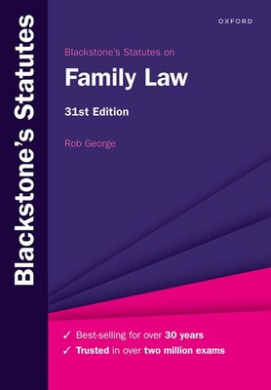 OXFORD
Blackstone's Statutes
Blackstone's Statutes on
Family Law
31st Edition
Rob George
✓ Best-selling for over 30 years
✓ Trusted in over two million exams